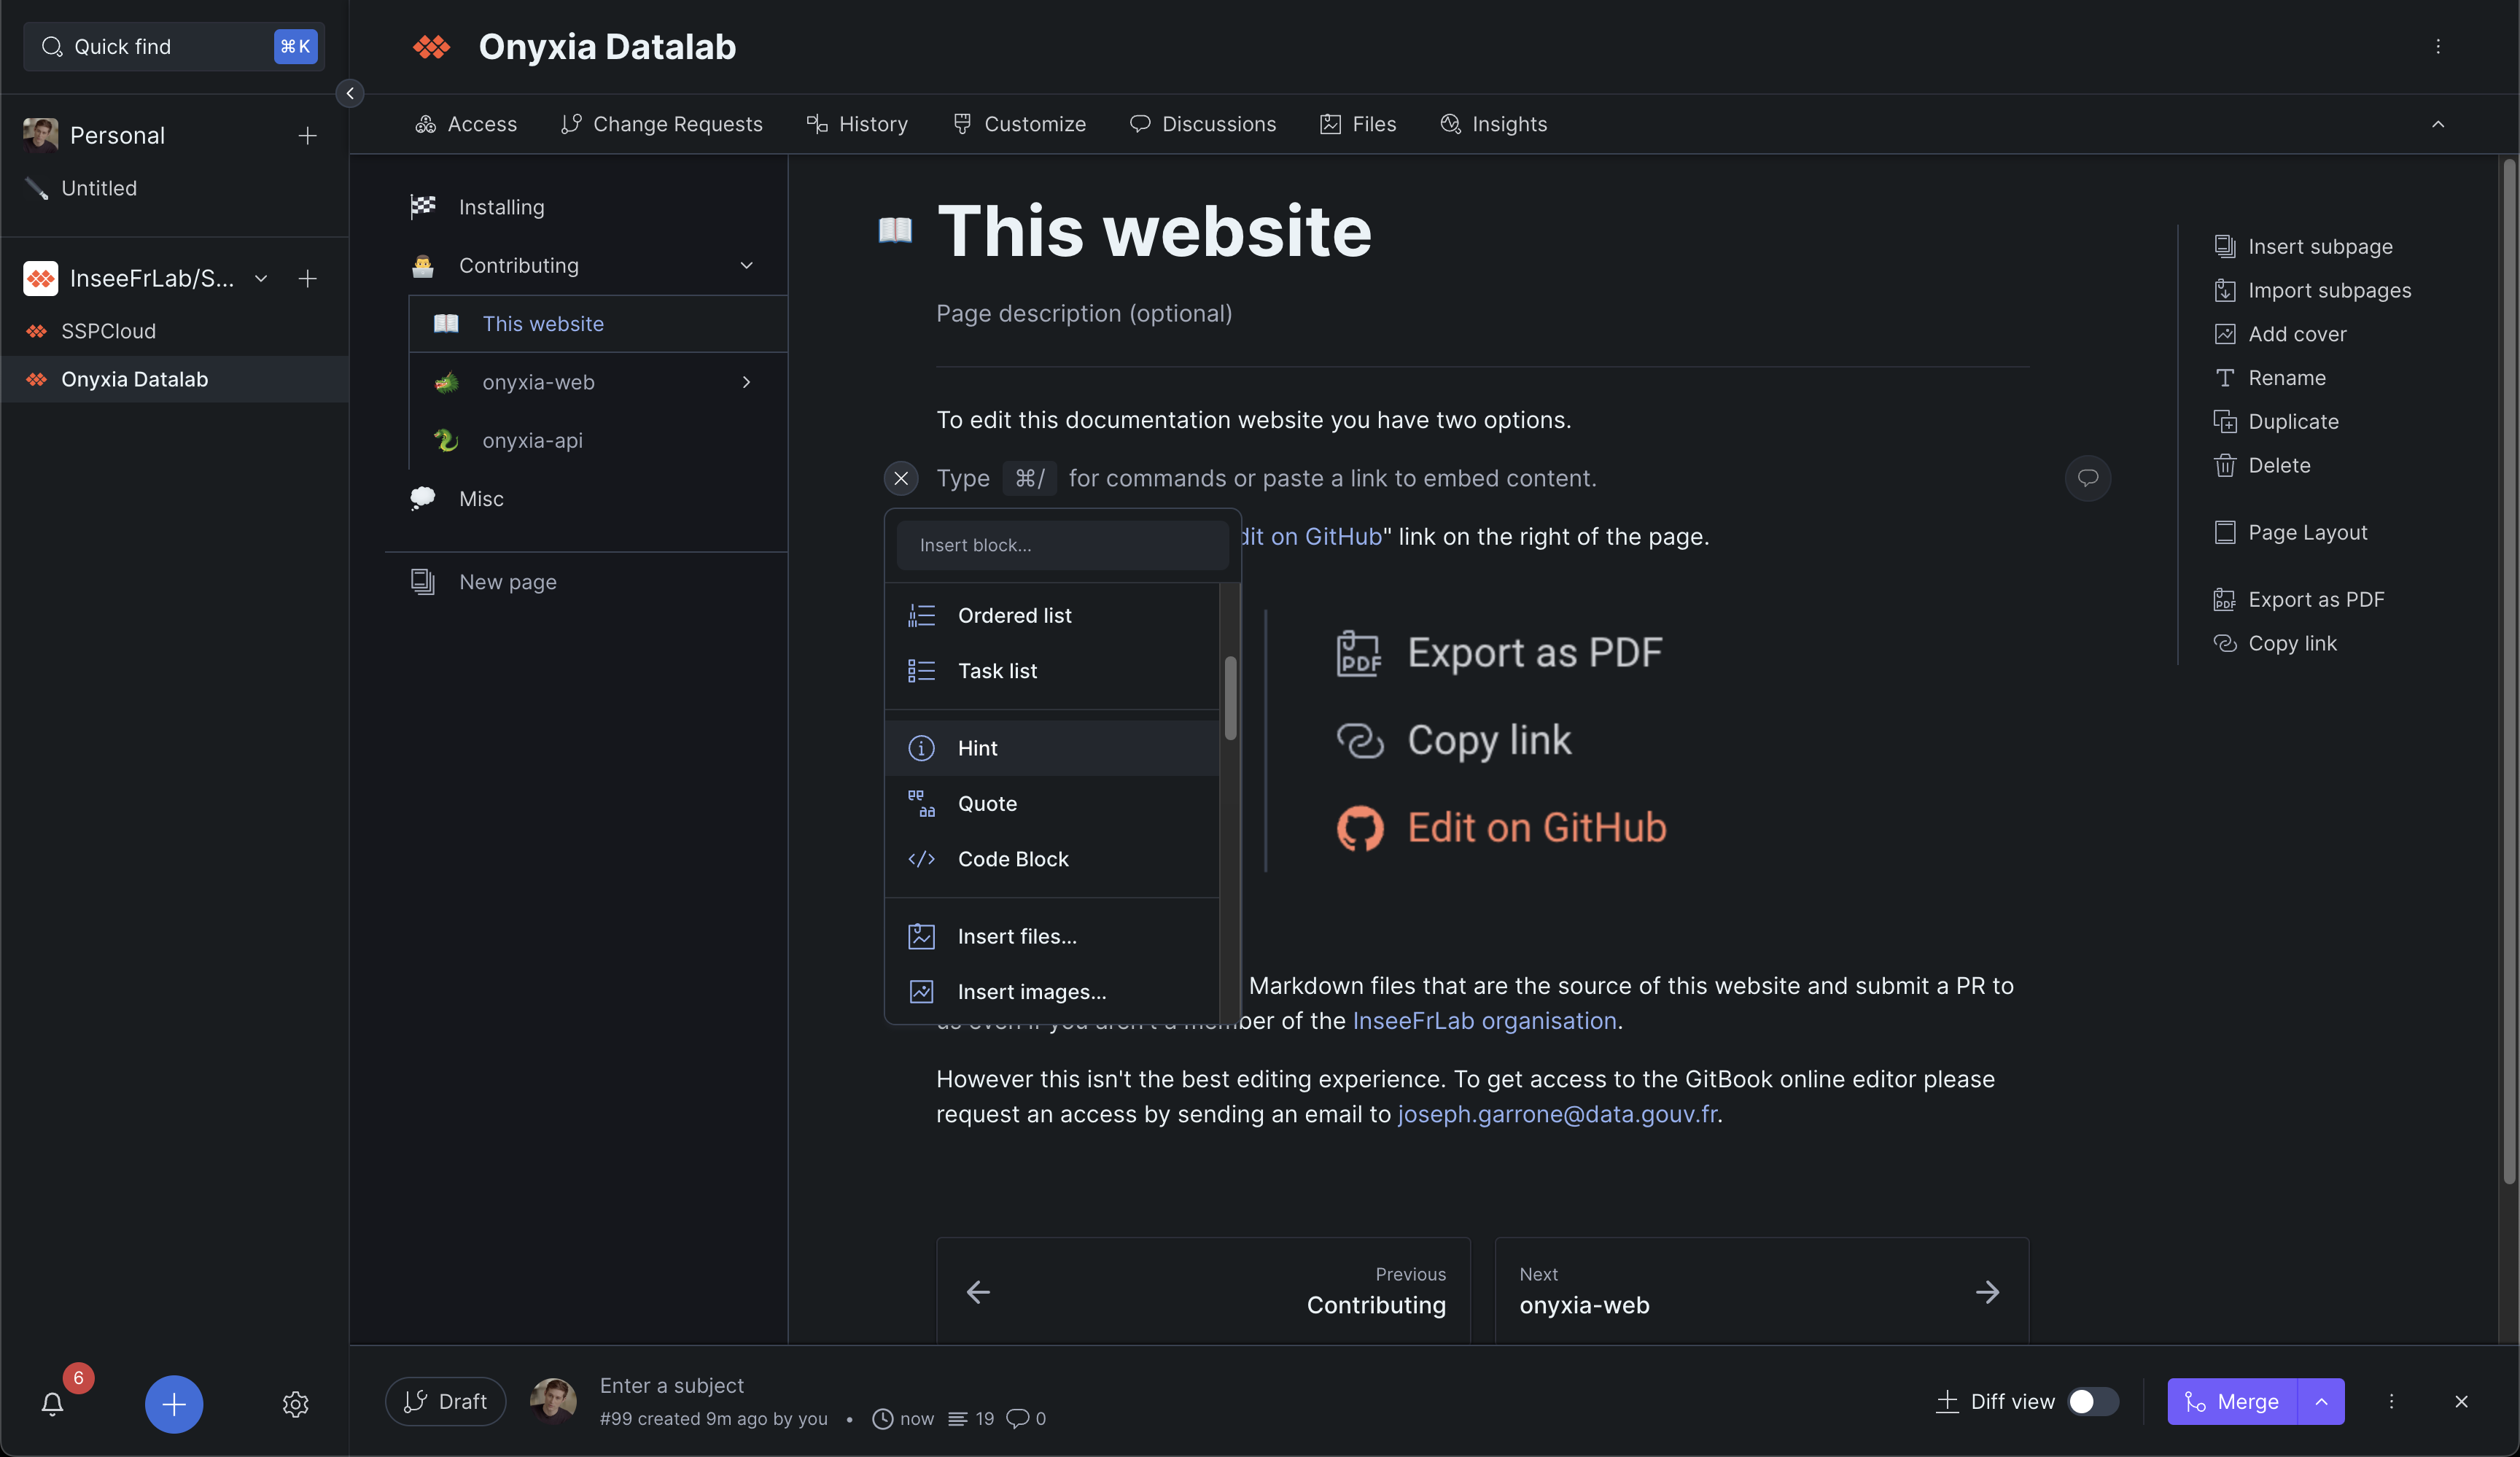 Quick find
⌘K
Personal
Untitled
InseeFrLab/S...
SSPCloud
Onyxia Datalab
6
Onyxia Datalab
Access
Change Requests
History
Customize
Discussions
Files
Insights
Installing
Contributing
This website
onyxia-web
onyxia-api
Misc
New page
This website
Page description (optional)
To edit this documentation website you have two options.
Type ⌘/ for commands or paste a link to embed content.
dit on GitHub" link on the right of the page.
Insert block...
Ordered list
Task list
Hint
Quote
Code Block
Insert files...
Insert images...
Export as PDF
Copy link
Edit on GitHub
Markdown files that are the source of this website and submit a PR to
us even if you aren't a member of the InseeFrLab organisation.
However this isn't the best editing experience. To get access to the GitBook online editor please
request an access by sending an email to joseph.garrone@data.gouv.fr.
Previous
Contributing
Next
onyxia-web
Insert subpage
Import subpages
Add cover
Rename
Duplicate
Delete
Page Layout
Export as PDF
Copy link
Draft
Enter a subject
#99 created 9m ago by you • now 19 0
Diff view
Merge